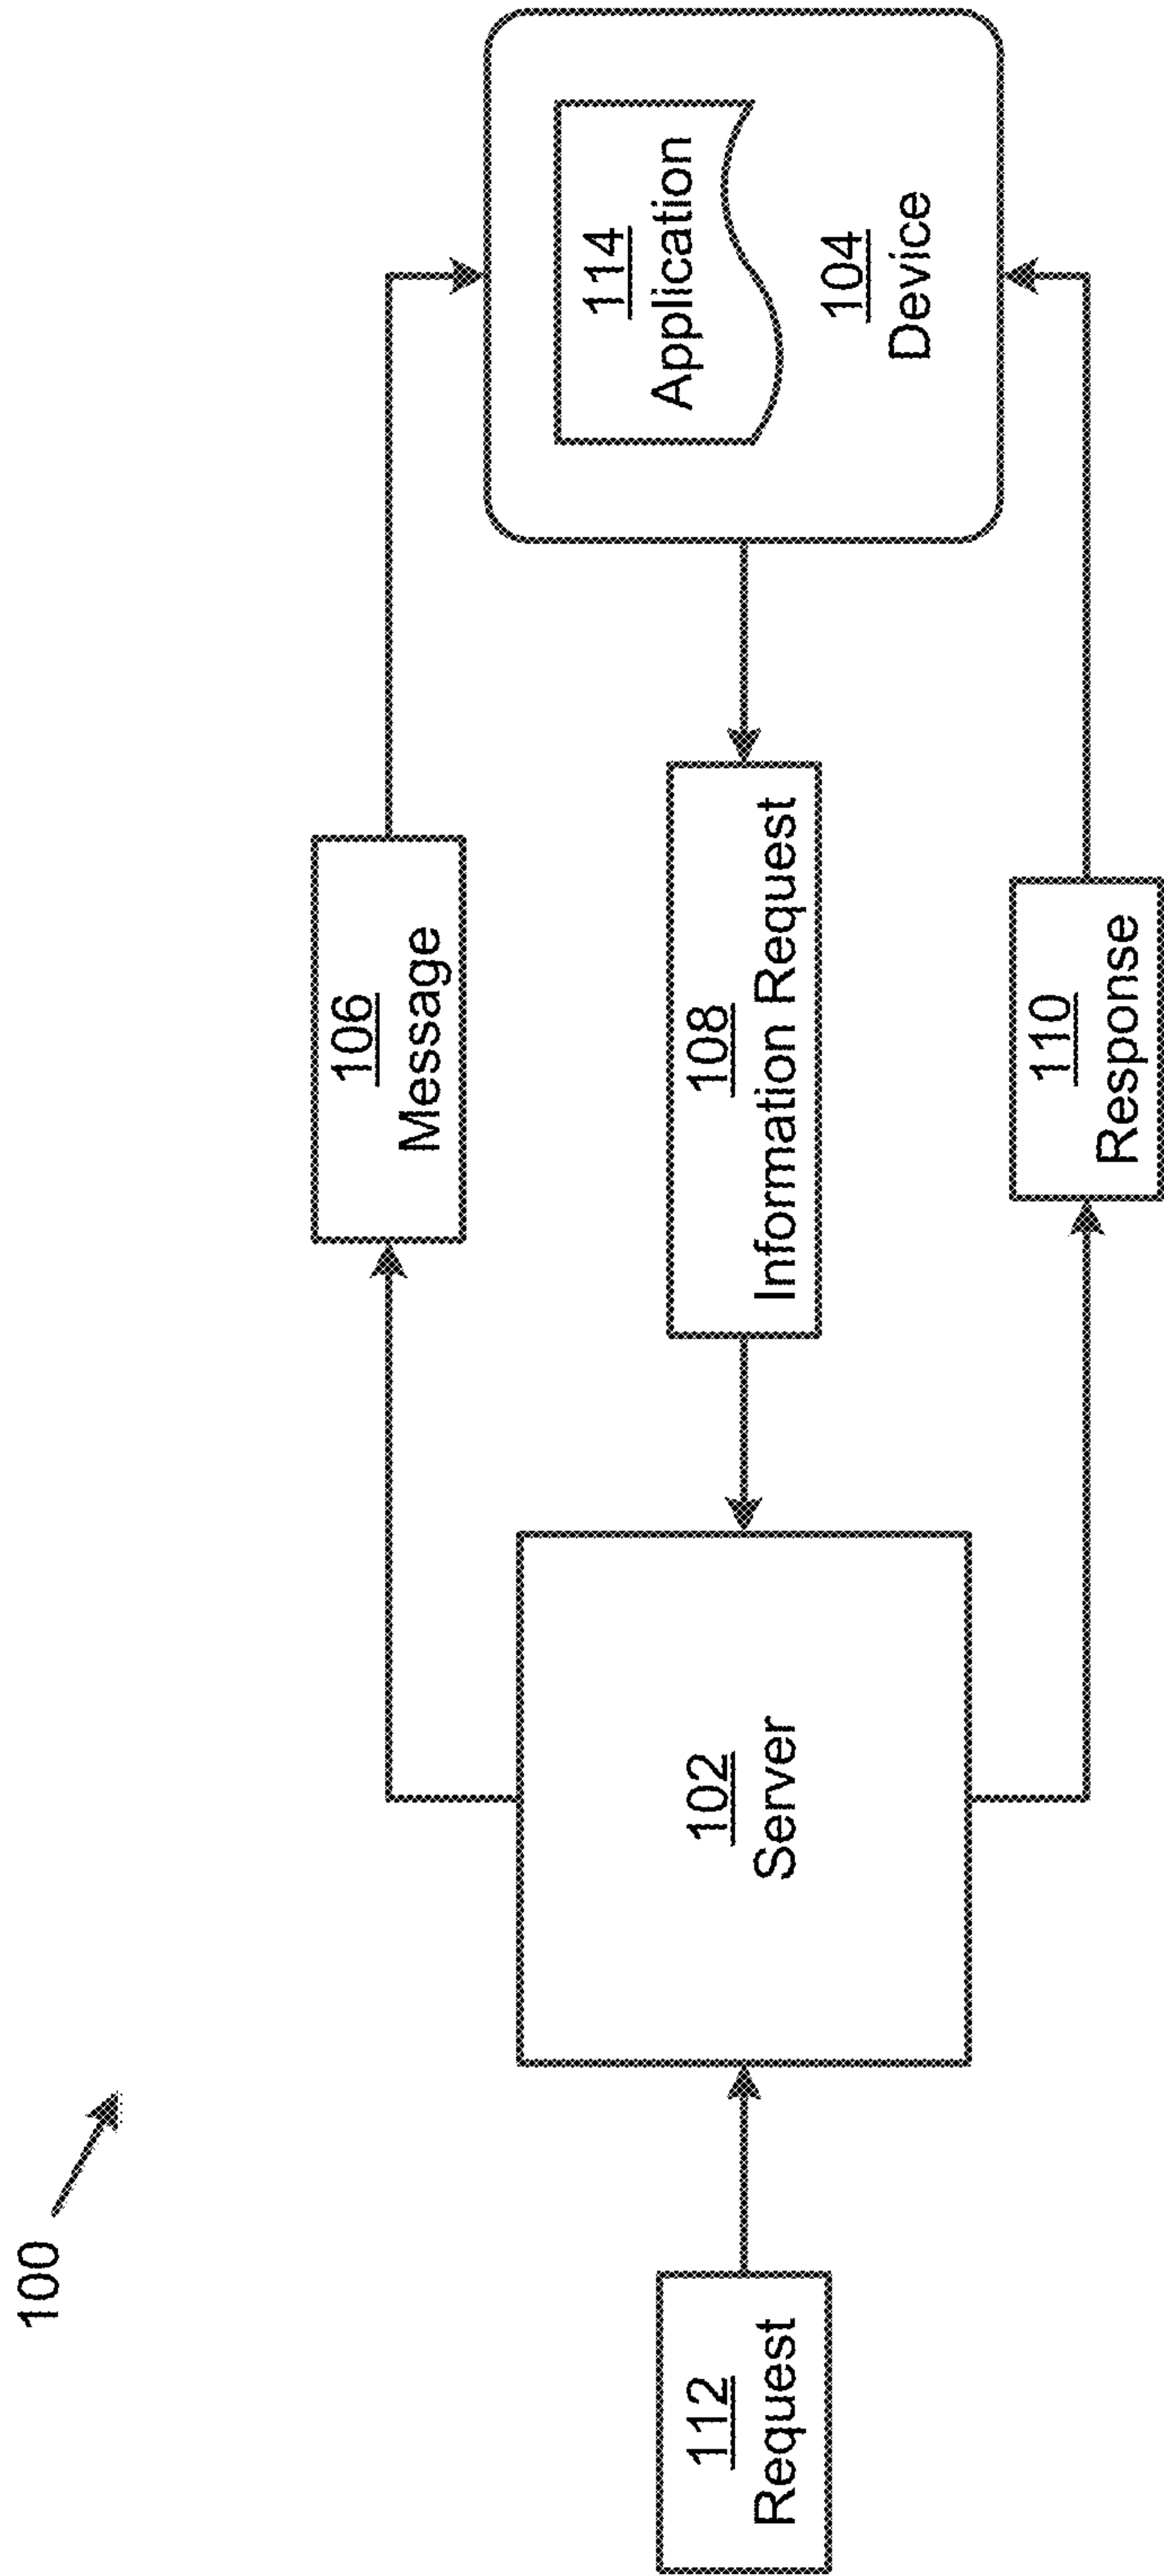 100
112
Request
102
Server
106
Message
108
Information Request
110
Response
114
Application
104
Device